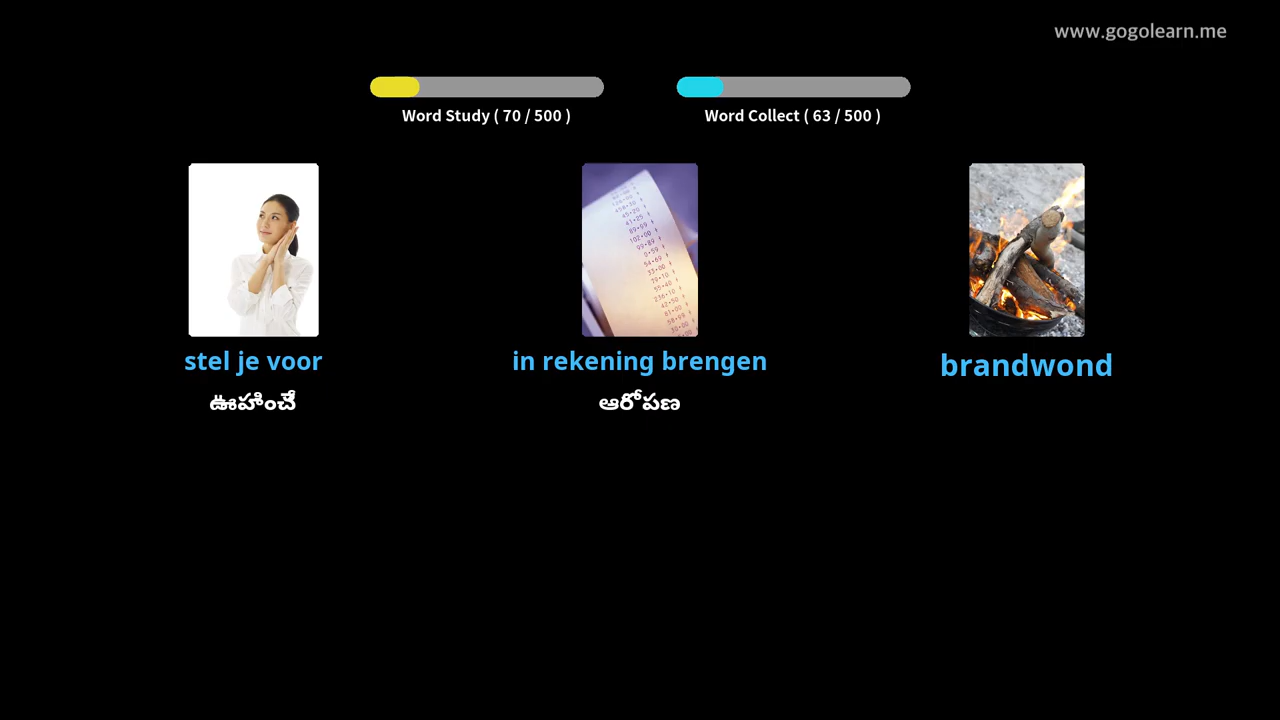 www.gogolearn.me
Word Study ( 70 / 500 )
Word Collect ( 63 / 500 )
stel je voor
in rekening brengen
brandwond
ఊహించే
ఆరోపణ